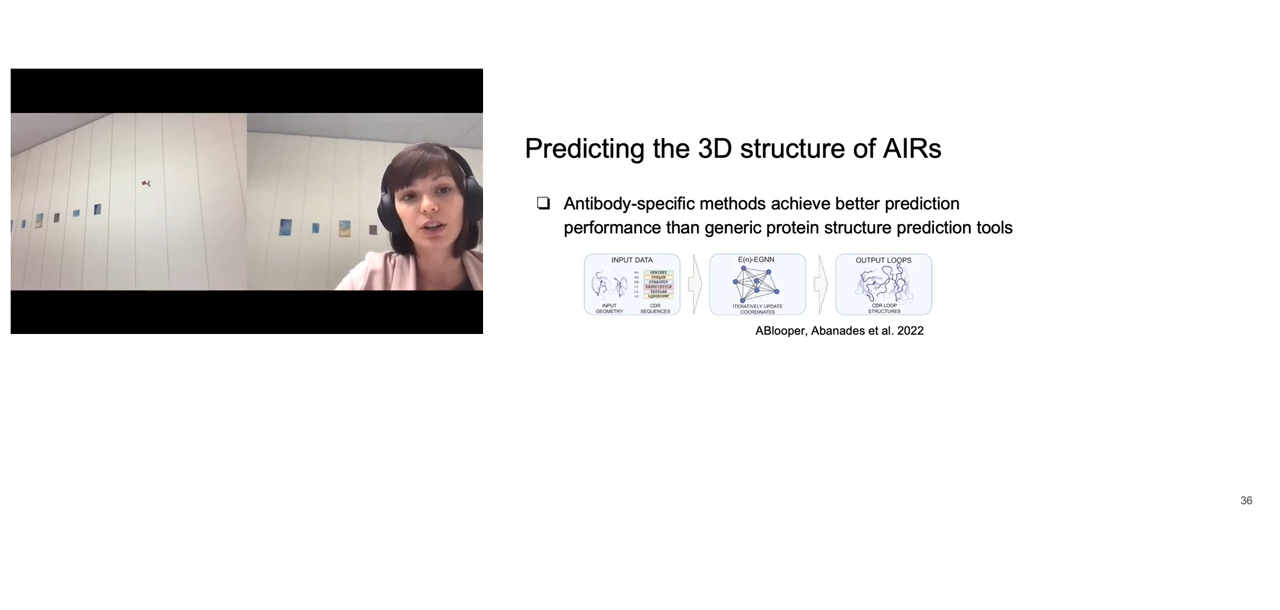 Predicting the 3D structure of AIRs
❑ Antibody-specific methods achieve better prediction
performance than generic protein structure prediction tools
INPUT DATA
INPUT
GEOMETRY
CDR
SEQUENCES
E(n)-EGNN
ITERATIVELY UPDATE
COORDINATES
OUTPUT LOOPS
CDR LOOP
STRUCTURES
ABlooper, Abanades et al. 2022
36